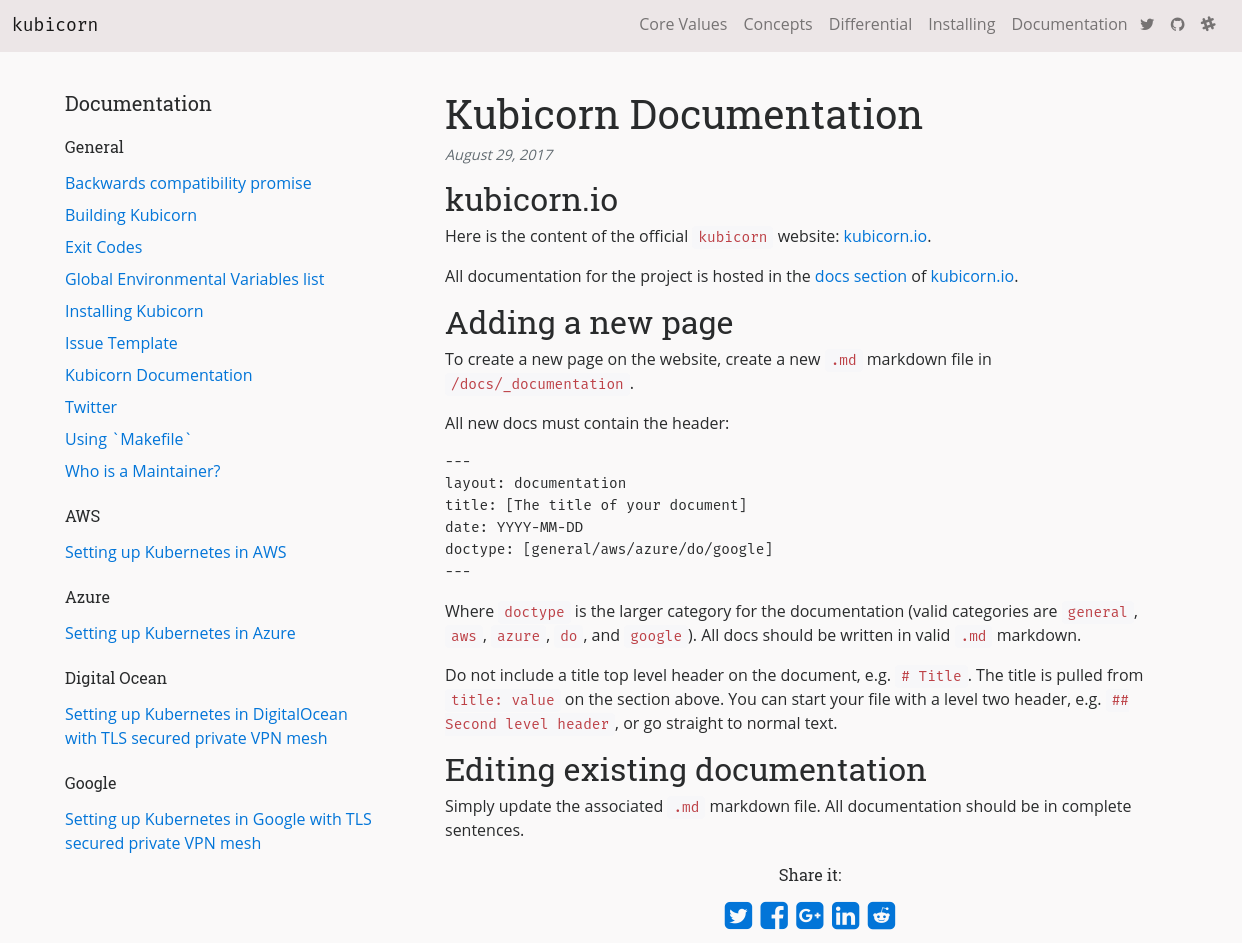 kubicorn
Core Values Concepts Differential Installing Documentation
Documentation
General
Backwards compatibility promise
Building Kubicorn
Exit Codes
Global Environmental Variables list
Installing Kubicorn
Issue Template
Kubicorn Documentation
Twitter
Using `Makefile`
Who is a Maintainer?
AWS
Setting up Kubernetes in AWS
Azure
Setting up Kubernetes in Azure
Digital Ocean
Setting up Kubernetes in DigitalOcean
with TLS secured private VPN mesh
Google
Setting up Kubernetes in Google with TLS
secured private VPN mesh
Kubicorn Documentation
August 29, 2017
kubicorn.io
Here is the content of the official kubicorn website: kubicorn.io.
All documentation for the project is hosted in the docs section of kubicorn.io.
Adding a new page
To create a new page on the website, create a new .md markdown file in
/docs/_documentation .
All new docs must contain the header:
---
layout: documentation
title: [The title of your document]
date: YYYY-MM-DD
doctype: [general/aws/azure/do/google]
---
Where doctype is the larger category for the documentation (valid categories are general ,
aws , azure , do , and google ). All docs should be written in valid .md markdown.
Do not include a title top level header on the document, e.g. # Title . The title is pulled from
title: value on the section above. You can start your file with a level two header, e.g. ##
Second level header , or go straight to normal text.
Editing existing documentation
Simply update the associated .md markdown file. All documentation should be in complete
sentences.
Share it: